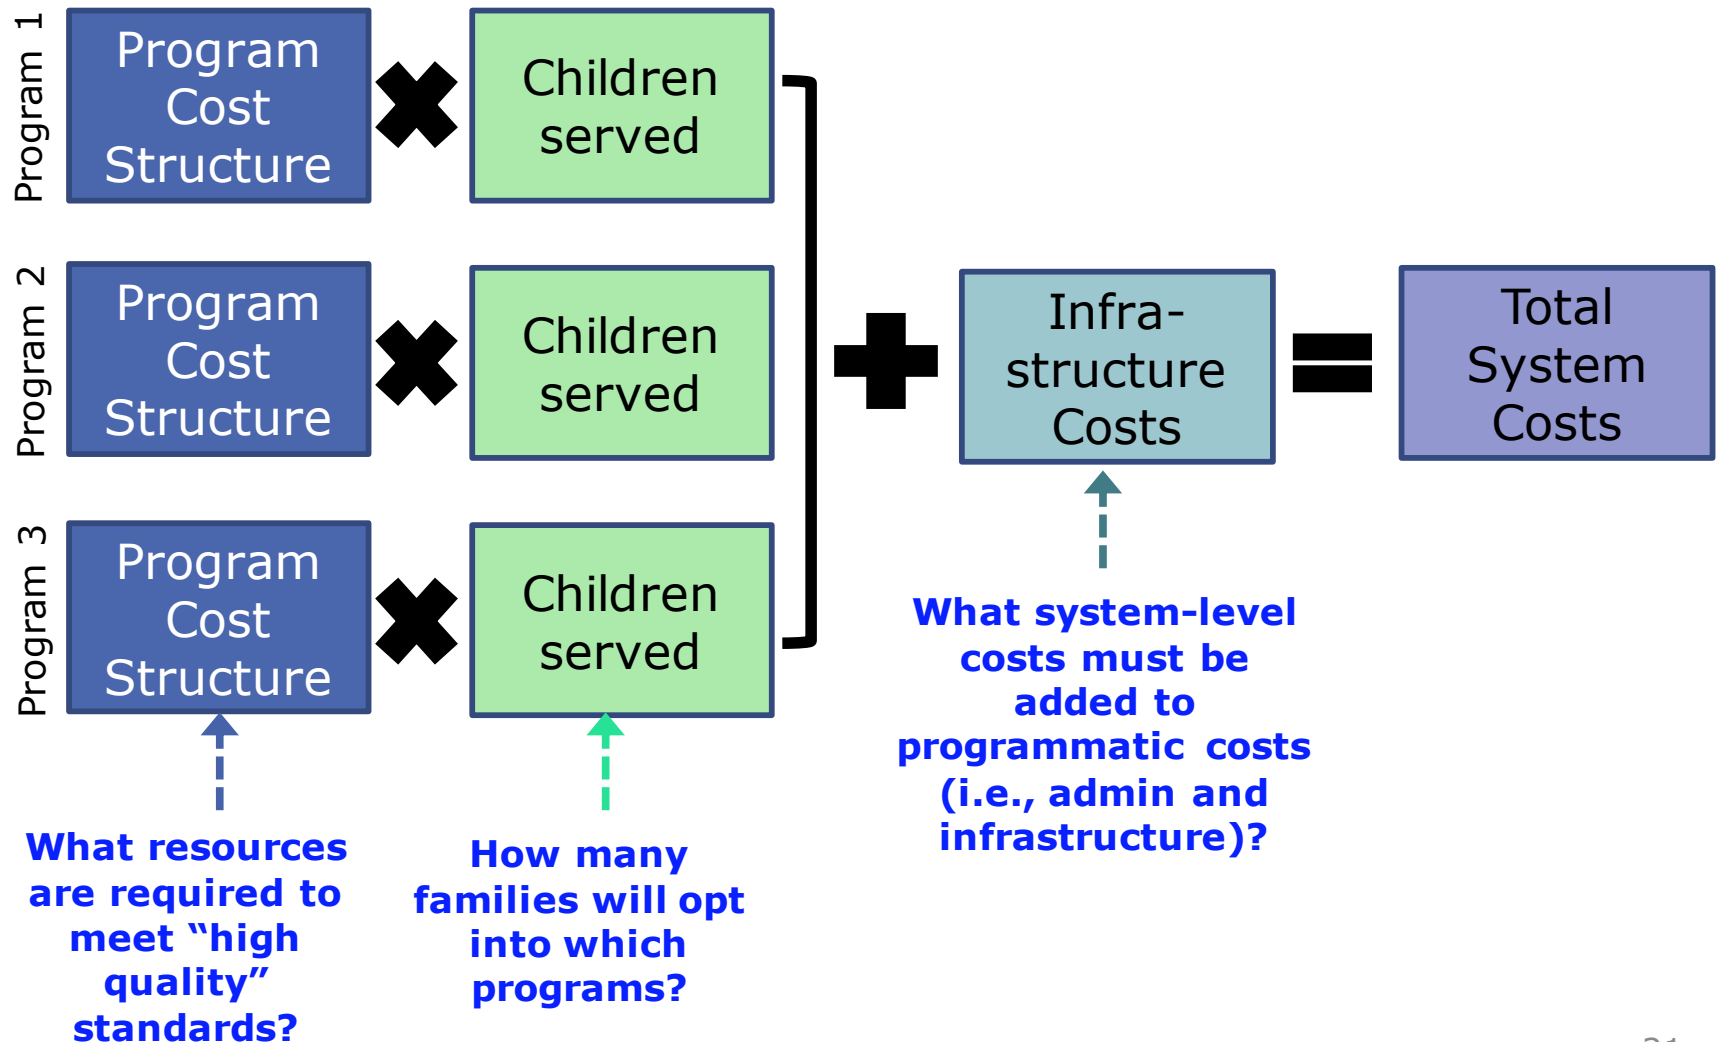 Program 1
Program
Cost
Structure
Children
served
Program 2
Program
Cost
Structure
Children
served
Infra-
structure
Costs
Total
System
Costs
Program 3
Program
Cost
Structure
Children
served
What resources
are required to
meet “high
quality”
standards?
How many
families will opt
into which
programs?
What system-level
costs must be
added to
programmatic costs
(i.e., admin and
infrastructure)?